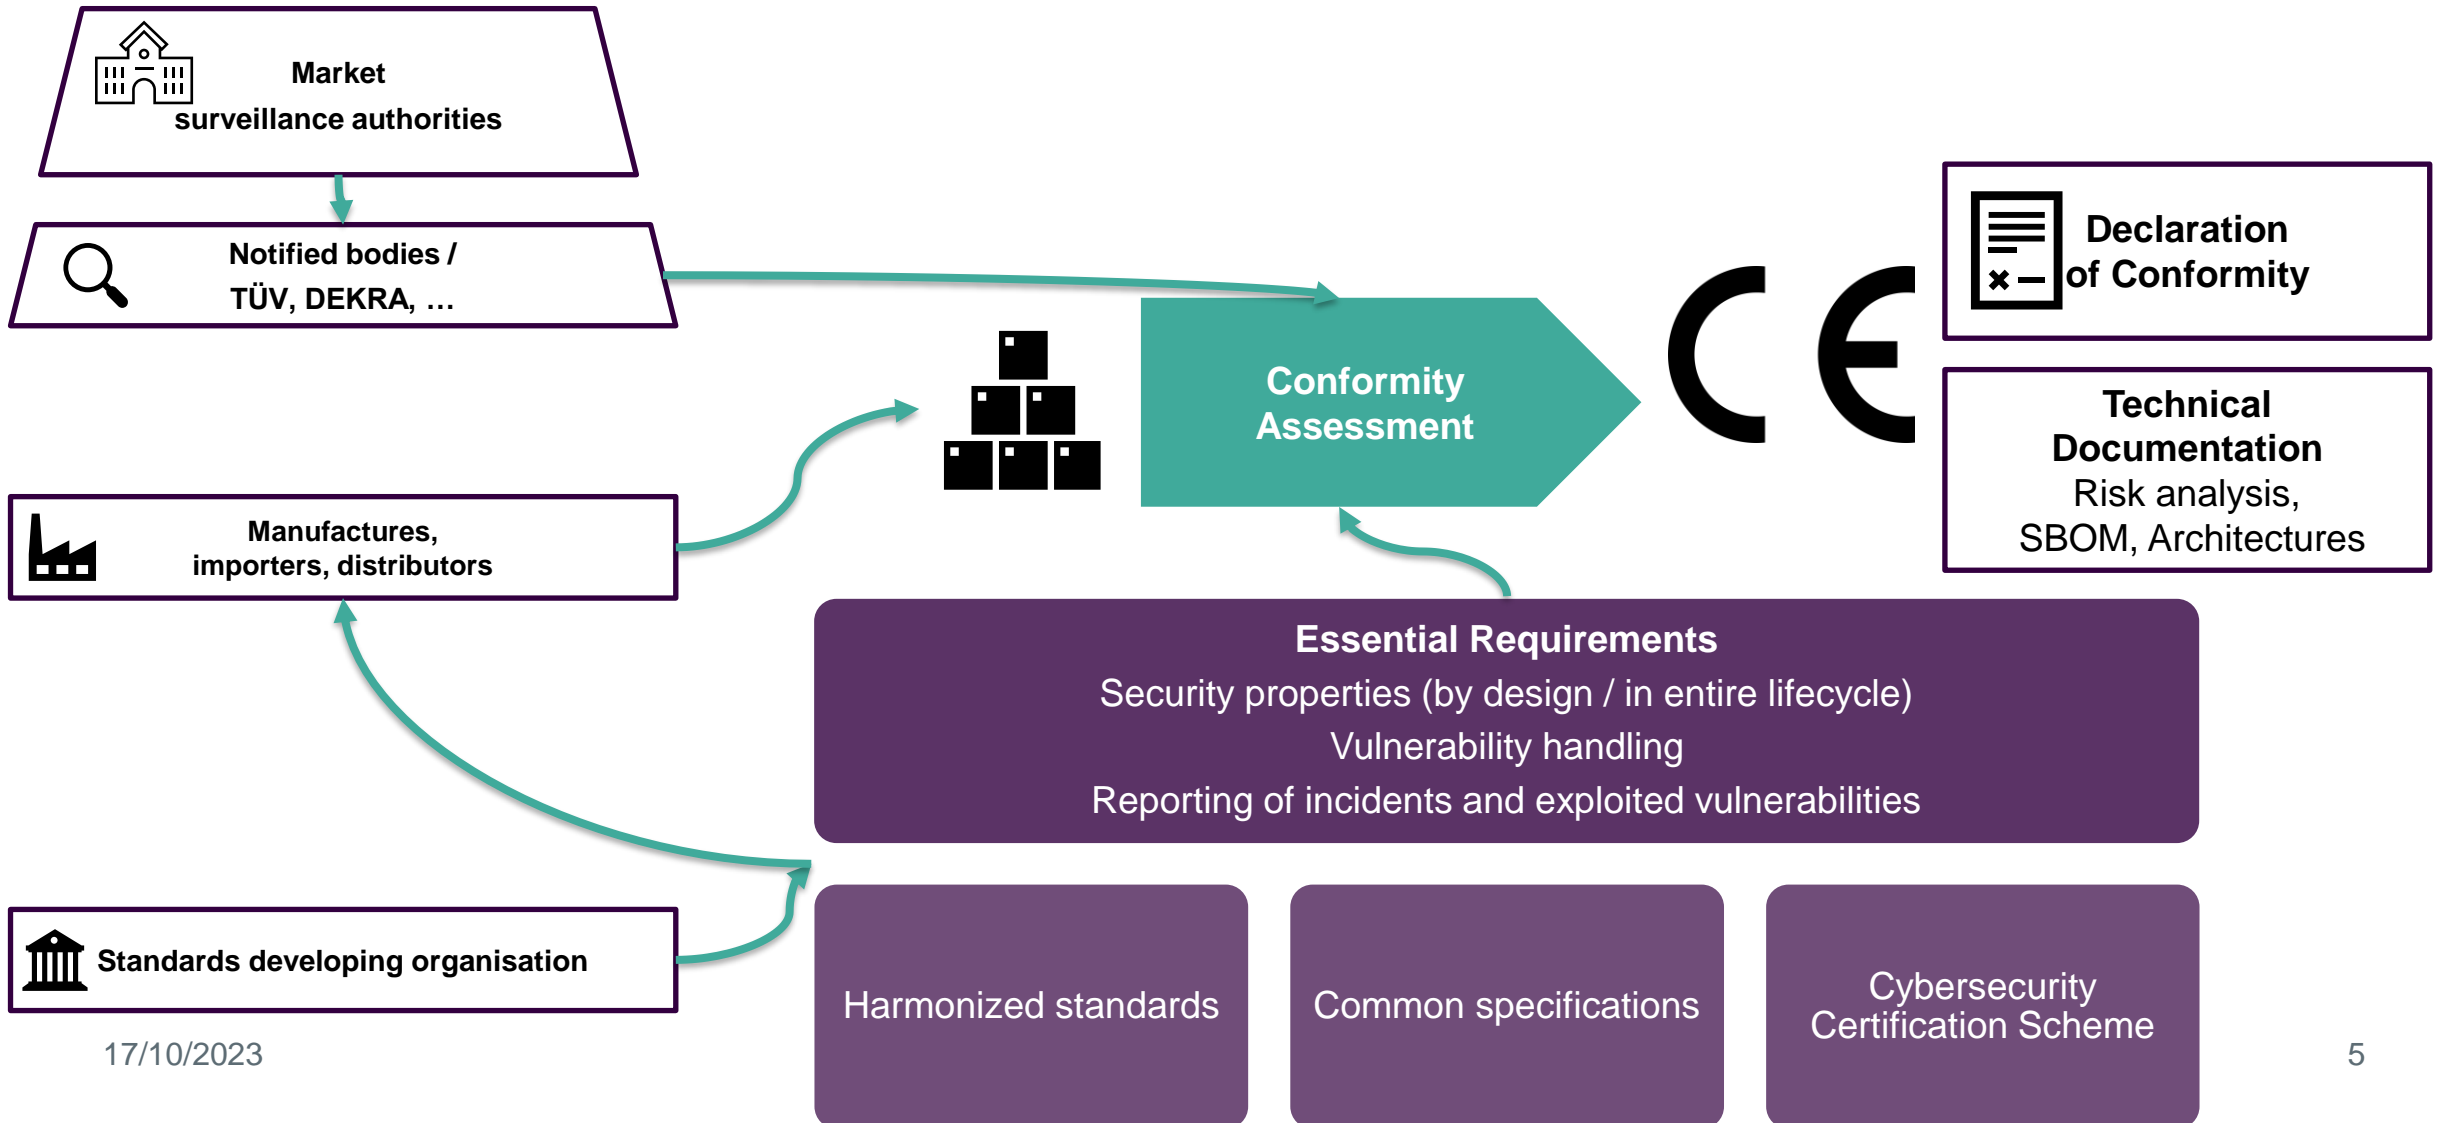 Market
surveillance authorities
Notified bodies /
TÜV, DEKRA, …
Manufactures,
importers, distributors
Standards developing organisation
Conformity
Assessment
CE
Declaration
of Conformity
Technical
Documentation
Risk analysis,
SBOM, Architectures
Essential Requirements
Security properties (by design / in entire lifecycle)
Vulnerability handling
Reporting of incidents and exploited vulnerabilities
Harmonized standards
Common specifications
Cybersecurity
Certification Scheme
17/10/2023
5